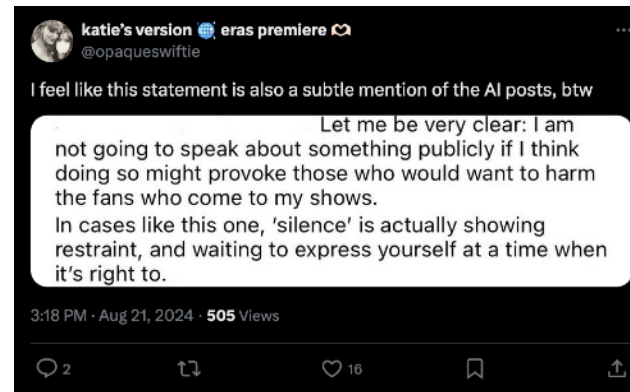 katie's version 🌐 eras premiere 🫶
@opaqueswiftie
I feel like this statement is also a subtle mention of the AI posts, btw
Let me be very clear: I am
not going to speak about something publicly if I think
doing so might provoke those who would want to harm
the fans who come to my shows.
In cases like this one, 'silence' is actually showing
restraint, and waiting to express yourself at a time when
it's right to.
3:18 PM · Aug 21, 2024 · 505 Views
2
16